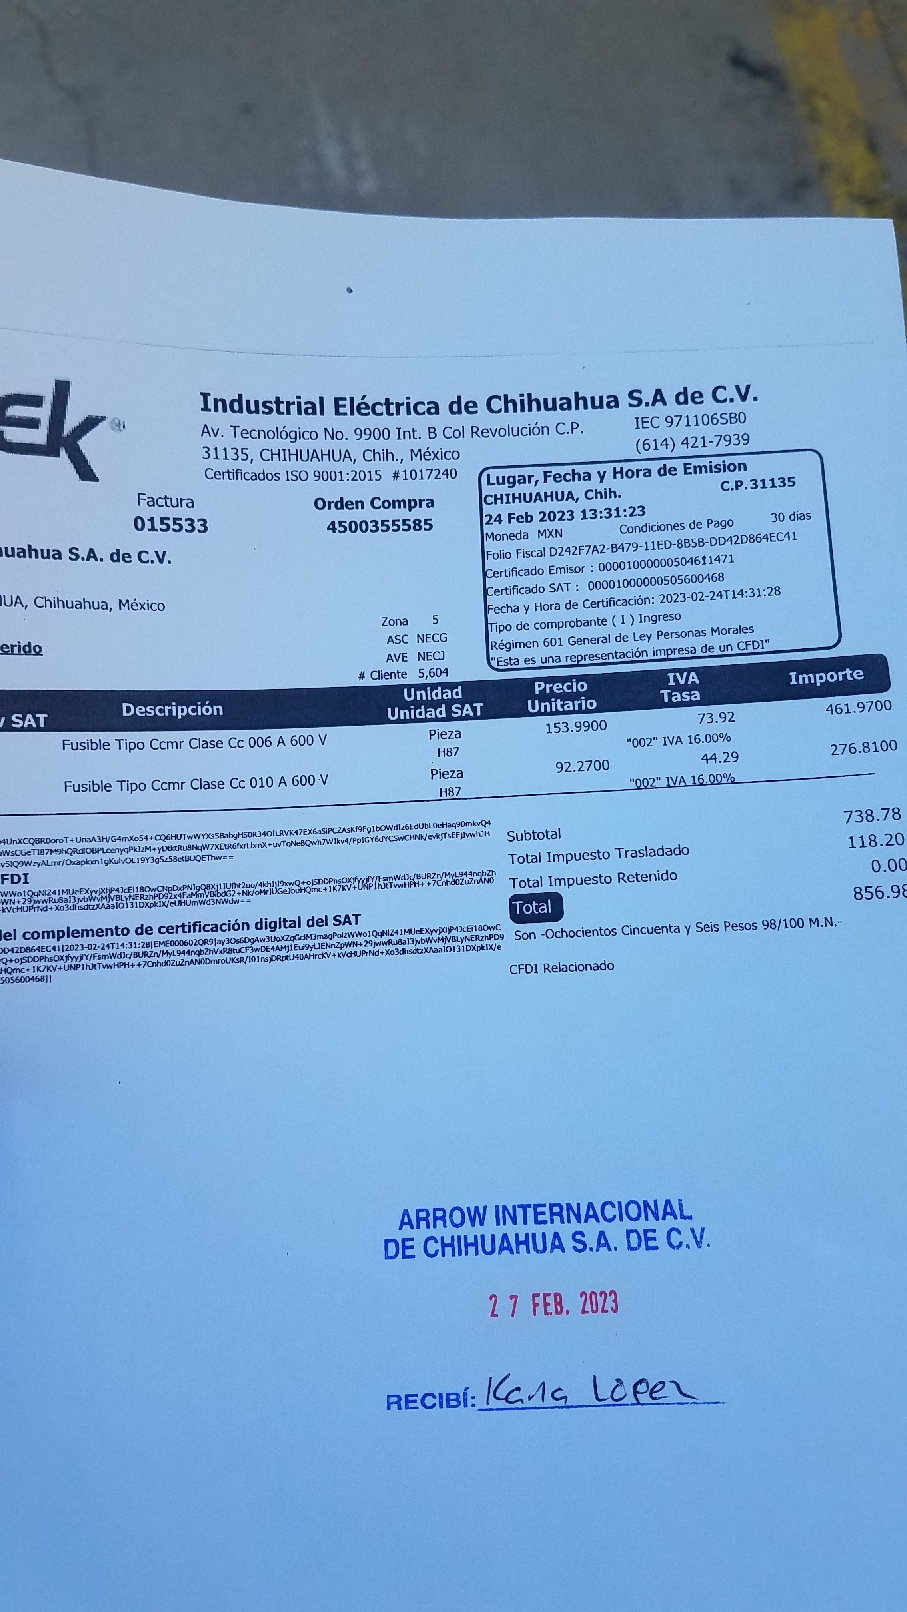 Ek
Industrial Eléctrica de Chihuahua S.A de C.V.
Av. Tecnológico No. 9900 Int. B Col Revolución C.P.
31135, CHIHUAHUA, Chih., México
IEC 971106SB0
(614) 421-7939
Certificados ISO 9001:2015 #1017240
Factura
015533
Orden Compra
4500355585
Lugar, Fecha y Hora de Emision
CHIHUAHUA, Chih. C.P.31135
24 Feb 2023 13:31:23
Moneda MXN Condiciones de Pago 30 dias
Folio Fiscal D242F7A2-B479-11ED-8B5B-DD42D864EC41
Certificado Emisor : 00001000000504611471
Certificado SAT : 00001000000505600468
Fecha y Hora de Certificación: 2023-02-24T14:31:28
Tipo de comprobante ( I ) Ingreso
Régimen 601 General de Ley Personas Morales
"Esta es una representación impresa de un CFDI"
huahua S.A. de C.V.
UA, Chihuahua, México
erido
Zona 5
ASC NECG
AVE NECJ
# Cliente 5,604
SAT Descripción Unidad Precio IVA Importe
Unidad SAT Unitario Tasa
Fusible Tipo Ccmr Clase Cc 006 A 600 V Pieza 153.9900 73.92 461.9700
H87 "002" IVA 16.00%
Fusible Tipo Ccmr Clase Cc 010 A 600 V Pieza 92.2700 44.29 276.8100
H87 "002" IVA 16.00%
Subtotal 738.78
Total Impuesto Trasladado 118.20
Total Impuesto Retenido 0.00
Total 856.98
Son -Ochocientos Cincuenta y Seis Pesos 98/100 M.N.-
CFDI Relacionado
CFDI
del complemento de certificación digital del SAT
ARROW INTERNACIONAL
DE CHIHUAHUA S.A. DE C.V.
27 FEB. 2023
RECIBÍ: Karla Lopez